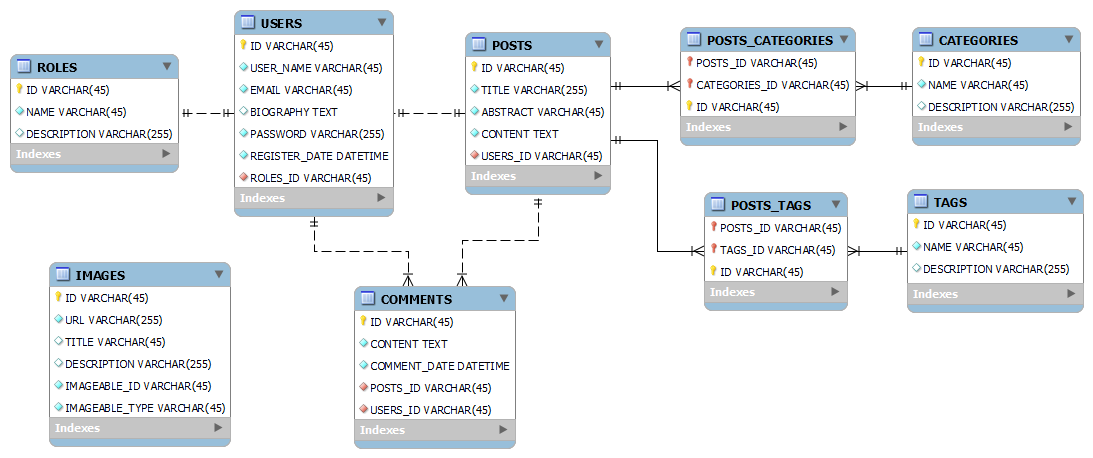 ROLES
ID VARCHAR(45)
NAME VARCHAR(45)
DESCRIPTION VARCHAR(255)
Indexes
USERS
ID VARCHAR(45)
USER_NAME VARCHAR(45)
EMAIL VARCHAR(45)
BIOGRAPHY TEXT
PASSWORD VARCHAR(255)
REGISTER_DATE DATETIME
ROLES_ID VARCHAR(45)
Indexes
POSTS
ID VARCHAR(45)
TITLE VARCHAR(255)
ABSTRACT VARCHAR(45)
CONTENT TEXT
USERS_ID VARCHAR(45)
Indexes
POSTS_CATEGORIES
POSTS_ID VARCHAR(45)
CATEGORIES_ID VARCHAR(45)
ID VARCHAR(45)
Indexes
CATEGORIES
ID VARCHAR(45)
NAME VARCHAR(45)
DESCRIPTION VARCHAR(255)
Indexes
POSTS_TAGS
POSTS_ID VARCHAR(45)
TAGS_ID VARCHAR(45)
ID VARCHAR(45)
Indexes
TAGS
ID VARCHAR(45)
NAME VARCHAR(45)
DESCRIPTION VARCHAR(255)
Indexes
IMAGES
ID VARCHAR(45)
URL VARCHAR(255)
TITLE VARCHAR(45)
DESCRIPTION VARCHAR(255)
IMAGEABLE_ID VARCHAR(45)
IMAGEABLE_TYPE VARCHAR(45)
Indexes
COMMENTS
ID VARCHAR(45)
CONTENT TEXT
COMMENT_DATE DATETIME
POSTS_ID VARCHAR(45)
USERS_ID VARCHAR(45)
Indexes